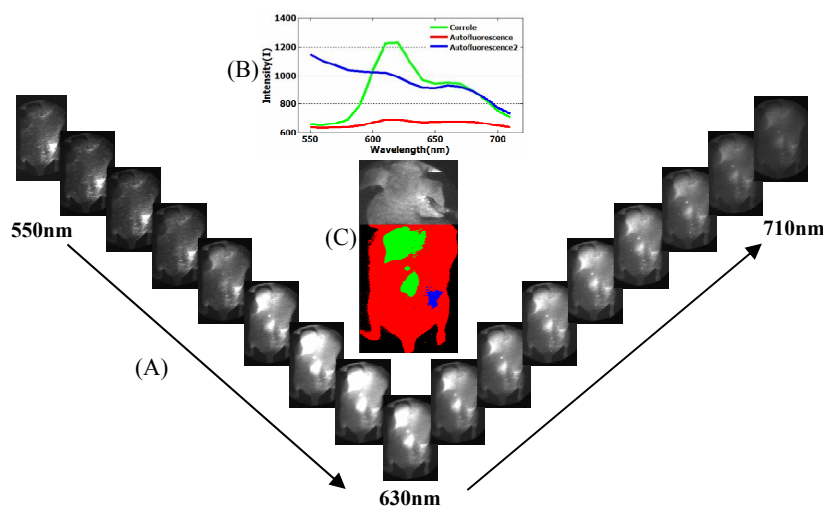 (B)
Intensity(I)
1400
1200
1000
800
600
Corrole
Autofluorescence
Autofluorescence2
550
600
650
700
Wavelength(nm)
(C)
550nm
710nm
(A)
630nm